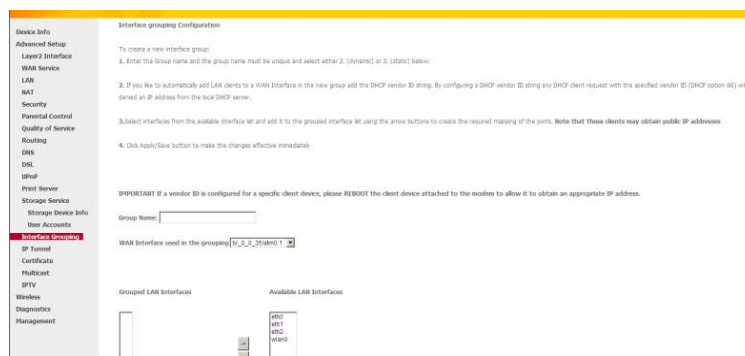 Device Info
Advanced Setup
Layer2 Interface
WAN Service
LAN
NAT
Security
Parental Control
Quality of Service
Routing
DNS
DSL
UPnP
Print Server
Storage Service
Storage Device Info
User Accounts
Interface Grouping
IP Tunnel
Certificate
Multicast
IPTV
Wireless
Diagnostics
Management
Interface grouping Configuration
To create a new interface group:
1. Enter the Group name and the group name must be unique and select either 2. (dynamic) or 3. (static) below:
2. If you like to automatically add LAN clients to a WAN Interface in the new group add the DHCP vendor ID string. By configuring a DHCP vendor ID string any DHCP client request with the specified vendor ID (DHCP option 60) wil
denied an IP address from the local DHCP server.
3.Select interfaces from the available interface list and add it to the grouped interface list using the arrow buttons to create the required mapping of the ports. Note that these clients may obtain public IP addresses
4. Click Apply/Save button to make the changes effective immediately
IMPORTANT If a vendor ID is configured for a specific client device, please REBOOT the client device attached to the modem to allow it to obtain an appropriate IP address.
Group Name:
WAN Interface used in the grouping br_0_0_35/atm0.1
Grouped LAN Interfaces
Available LAN Interfaces
eth0
eth1
eth2
wlan0